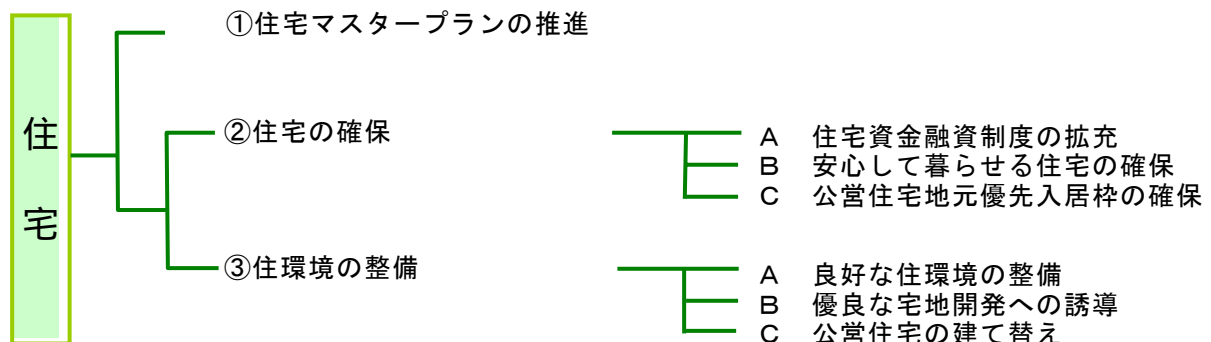 住宅
①住宅マスタープランの推進
②住宅の確保
A 住宅資金融資制度の拡充
B 安心して暮らせる住宅の確保
C 公営住宅地元優先入居枠の確保
③住環境の整備
A 良好な住環境の整備
B 優良な宅地開発への誘導
C 公営住宅の建て替え